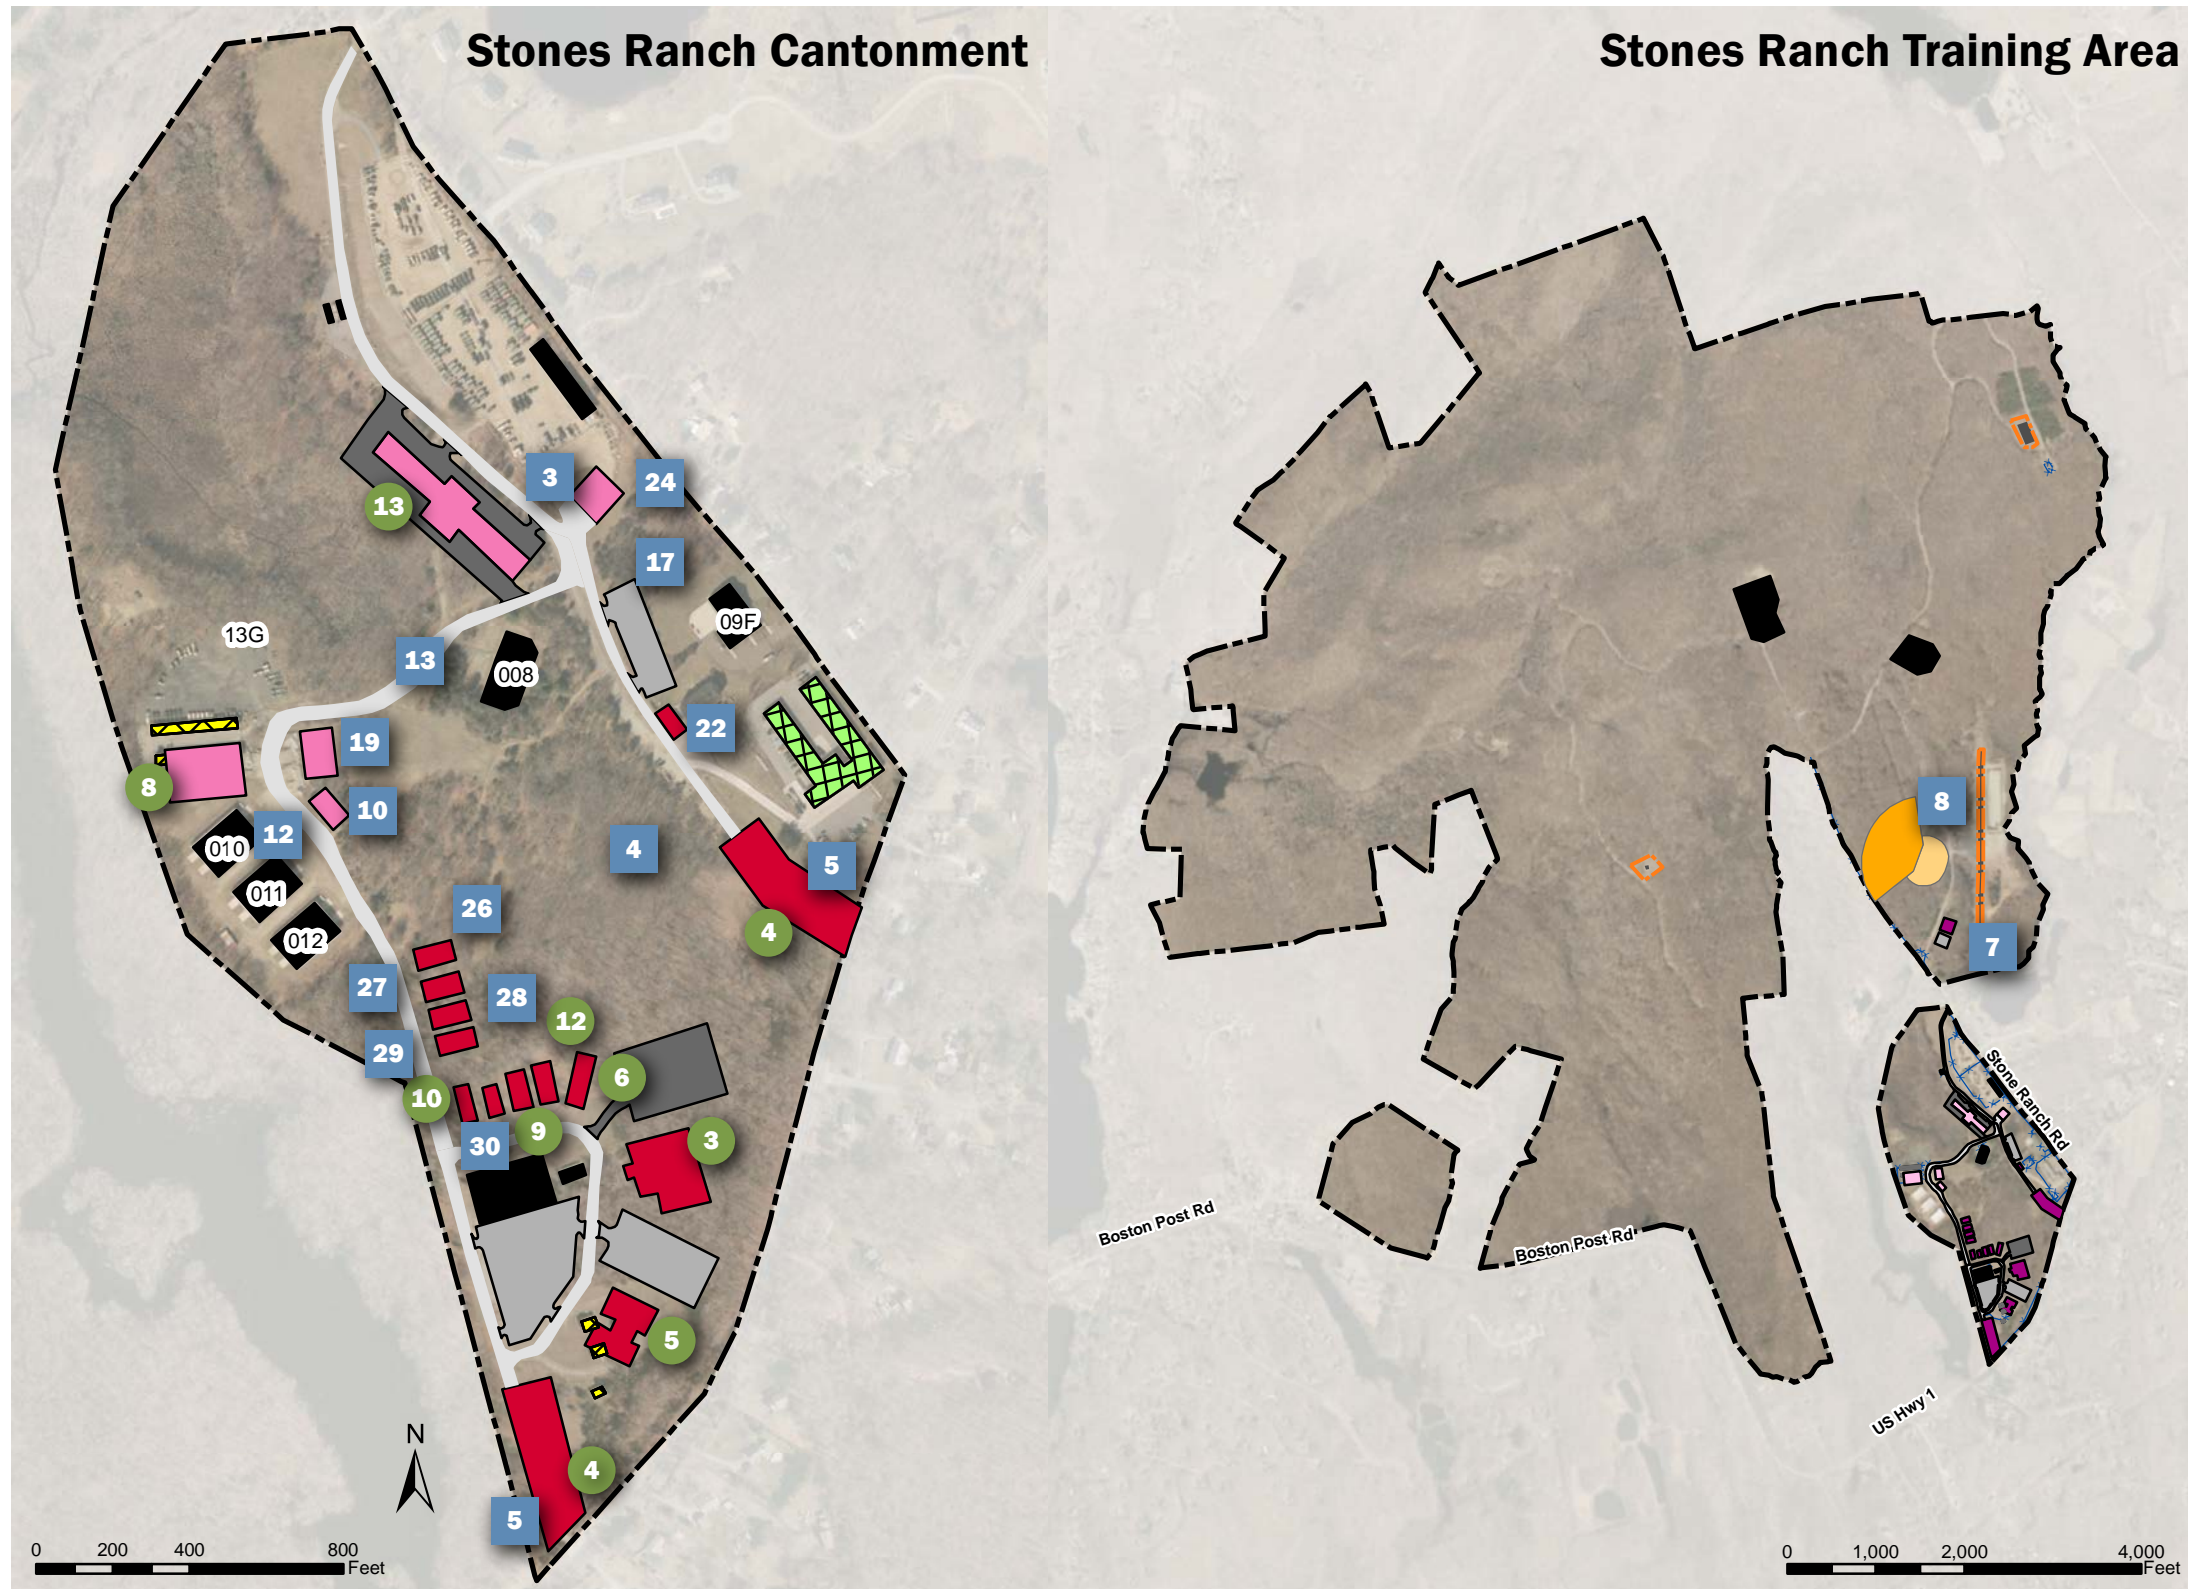 Stones Ranch Cantonment
Stones Ranch Training Area
3
24
13
17
09F
13G
13
008
22
19
8
10
8
12
010
4
5
011
26
4
012
7
27
28
12
29
6
10
9
3
30
Stone Ranch Rd
Boston Post Rd
Boston Post Rd
5
US Hwy 1
N
4
5
0 200 400 800
Feet
0 1,000 2,000 4,000
Feet